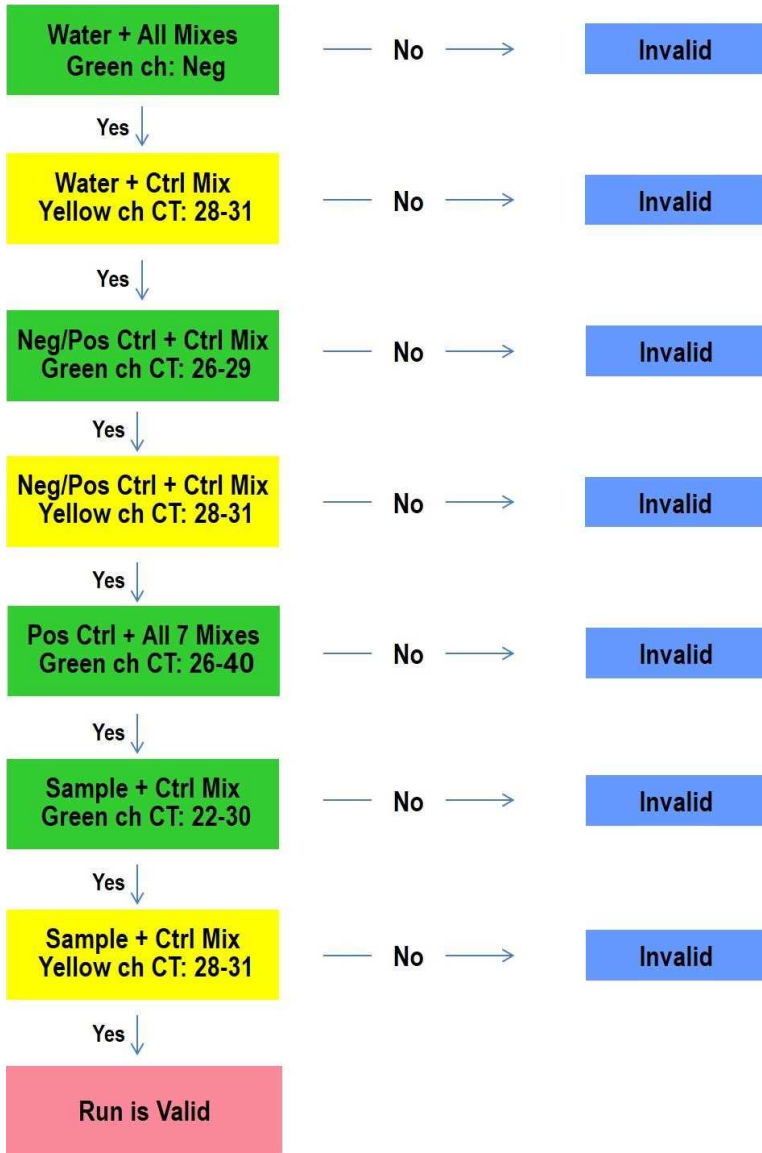 Water + All Mixes
Green ch: Neg
No
Invalid
Yes
Water + Ctrl Mix
Yellow ch CT: 28-31
No
Invalid
Yes
Neg/Pos Ctrl + Ctrl Mix
Green ch CT: 26-29
No
Invalid
Yes
Neg/Pos Ctrl + Ctrl Mix
Yellow ch CT: 28-31
No
Invalid
Yes
Pos Ctrl + All 7 Mixes
Green ch CT: 26-40
No
Invalid
Yes
Sample + Ctrl Mix
Green ch CT: 22-30
No
Invalid
Yes
Sample + Ctrl Mix
Yellow ch CT: 28-31
No
Invalid
Yes
Run is Valid